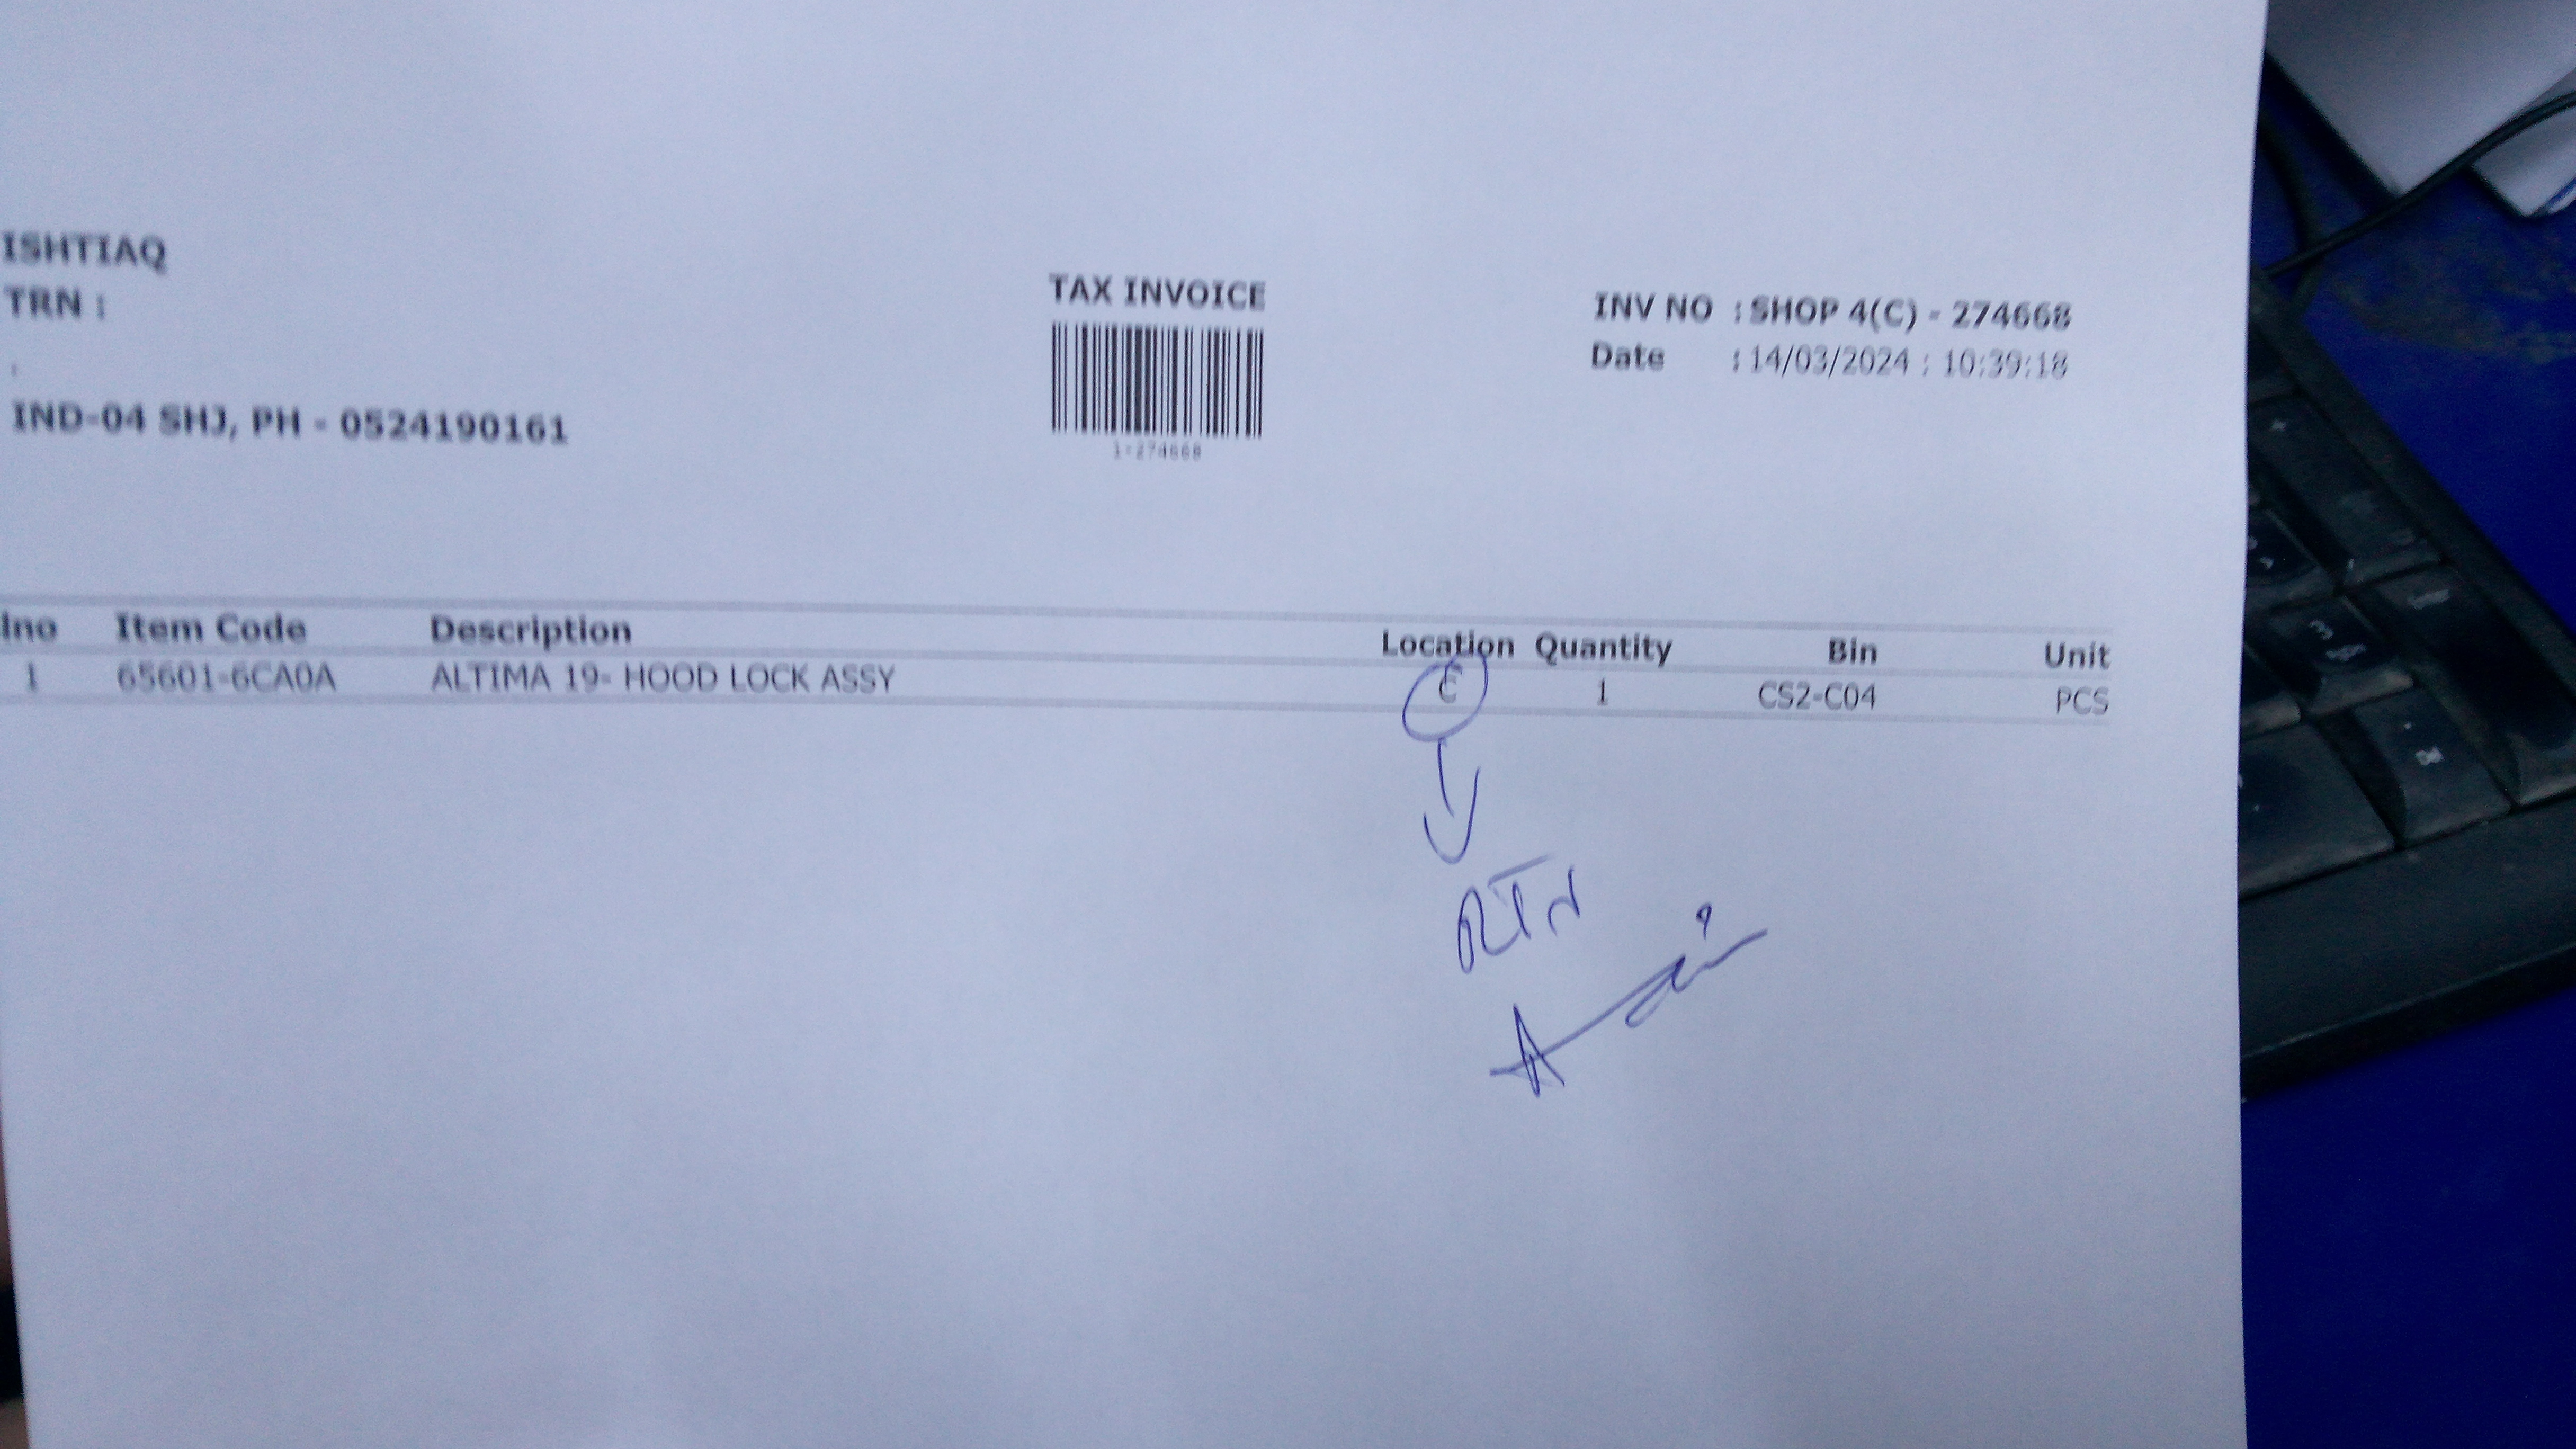 ISHTIAQ
TRN :
IND-04 SHJ, PH - 0524190161
TAX INVOICE
1-274668
INV NO : SHOP 4(C) - 274668
Date : 14/03/2024 : 10:39:18
lno Item Code Description Location Quantity Bin Unit
1 65601-6CA0A ALTIMA 19- HOOD LOCK ASSY C 1 CS2-C04 PCS
RTN